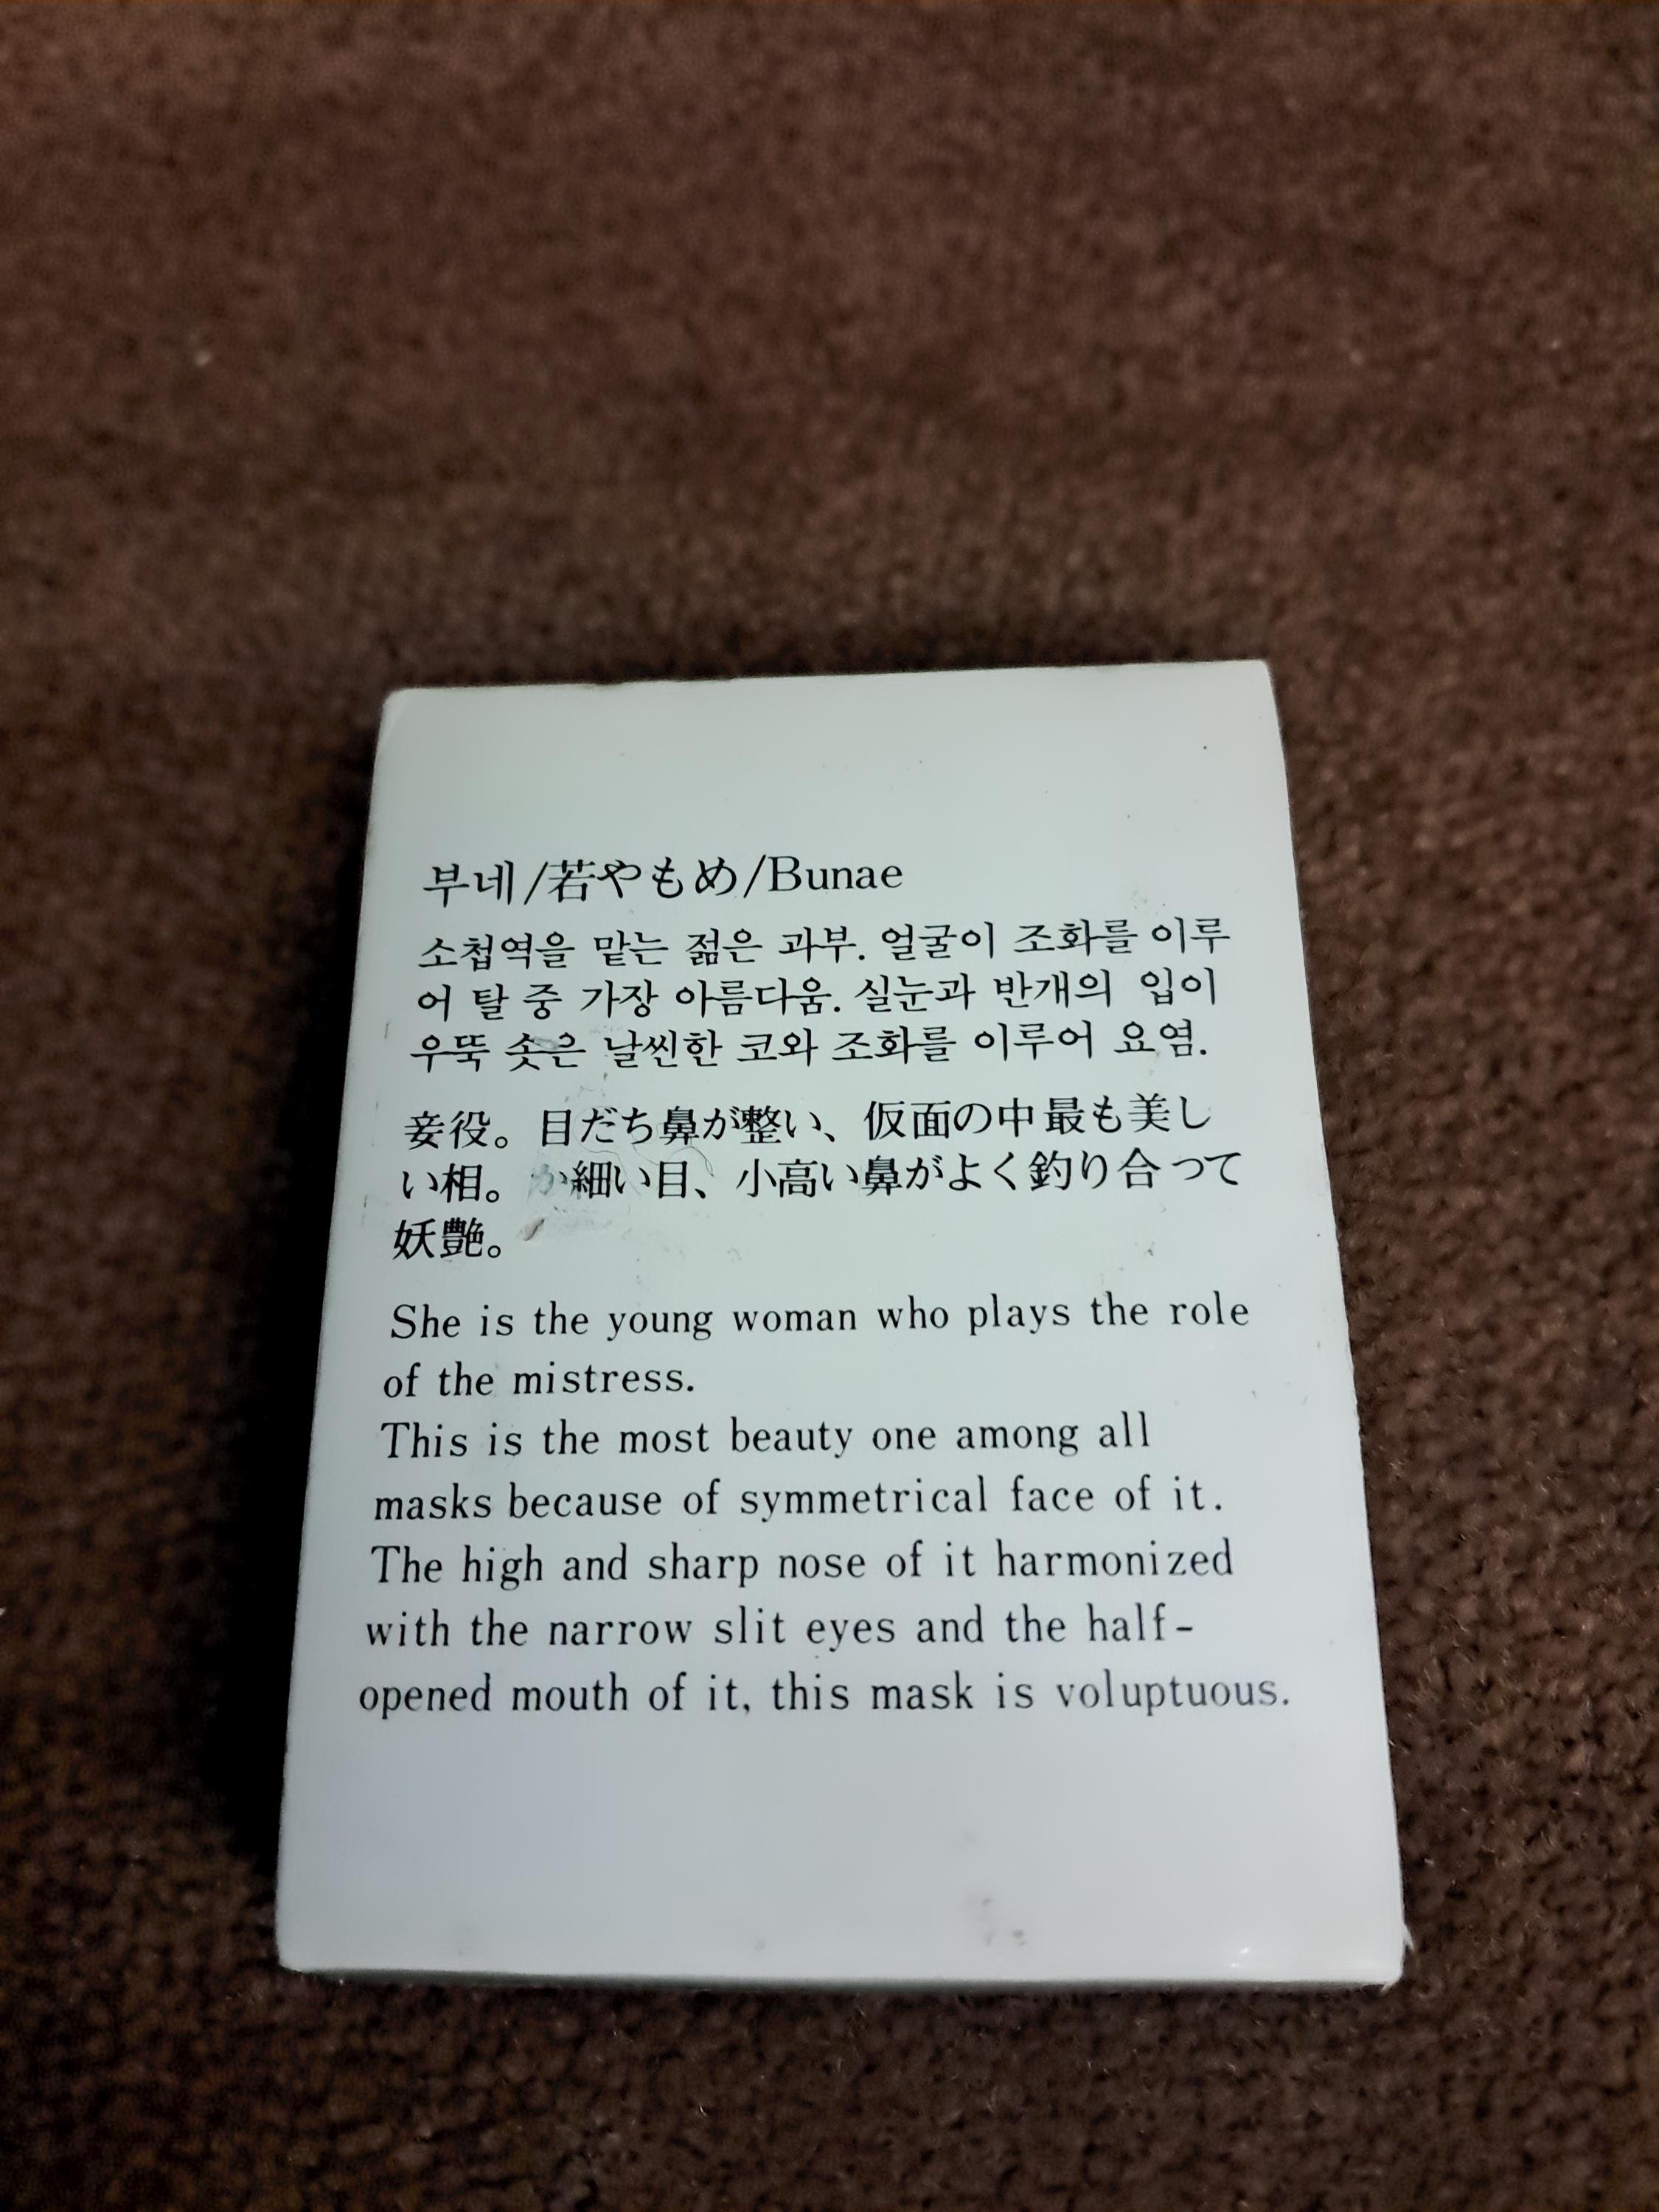 부네/若やもめ/Bunae
소첩역을 맡는 젊은 과부. 얼굴이 조화를 이루
어 탈 중 가장 아름다움. 실눈과 반개의 입이
우뚝 솟은 날씬한 코와 조화를 이루어 요염.
妾役。目だち鼻が整い、仮面の中最も美し
い相。か細い目、小高い鼻がよく釣り合って
妖艶。
She is the young woman who plays the role
of the mistress.
This is the most beauty one among all
masks because of symmetrical face of it.
The high and sharp nose of it harmonized
with the narrow slit eyes and the half-
opened mouth of it, this mask is voluptuous.